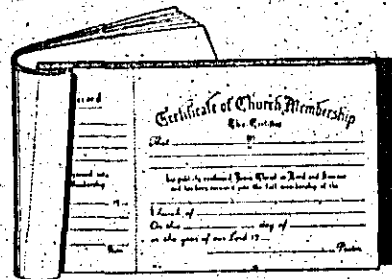 ecord
Certificate of Church Membership
This Certifies
That
has publicly confessed Jesus Christ as Lord and Saviour
and has been received into the full membership of the
Church of
On the day of
in the year of our Lord 19
Pastor